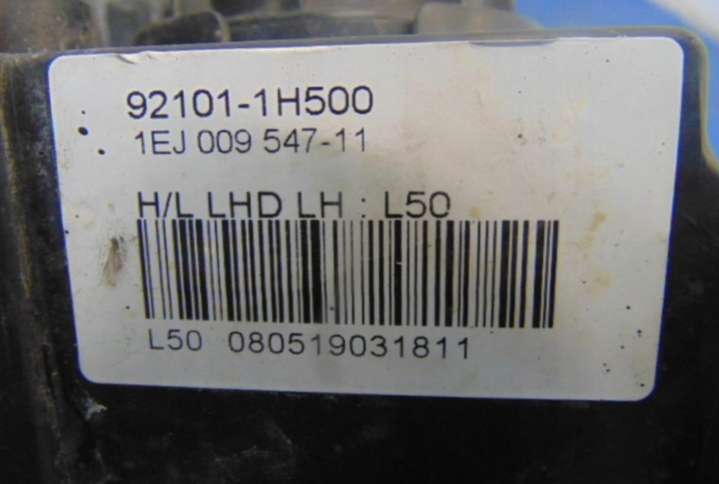 92101-1H500
1EJ 009 547-11
H/L LHD LH : L50
L50 080519031811